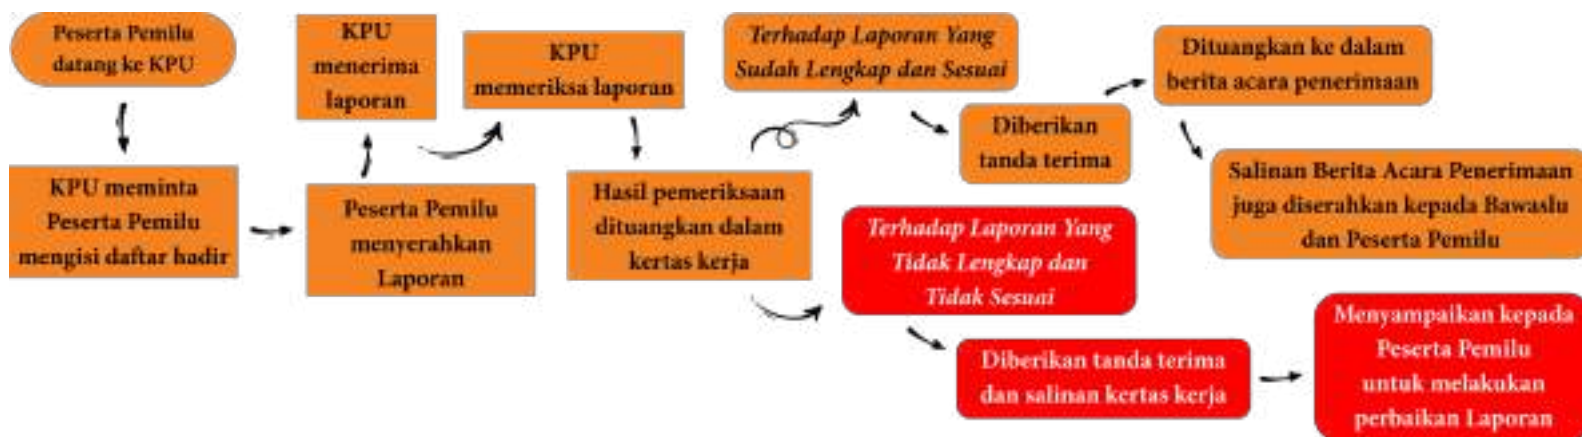 Peserta Pemilu
datang ke KPU
KPU meminta
Peserta Pemilu
mengisi daftar hadir
Peserta Pemilu
menyerahkan
Laporan
KPU
menerima
laporan
KPU
memeriksa laporan
Hasil pemeriksaan
dituangkan dalam
kertas kerja
Terhadap Laporan Yang
Sudah Lengkap dan Sesuai
Diberikan
tanda terima
Dituangkan ke dalam
berita acara penerimaan
Salinan Berita Acara Penerimaan
juga diserahkan kepada Bawaslu
dan Peserta Pemilu
Terhadap Laporan Yang
Tidak Lengkap dan
Tidak Sesuai
Diberikan tanda terima
dan salinan kertas kerja
Menyampaikan kepada
Peserta Pemilu
untuk melakukan
perbaikan Laporan